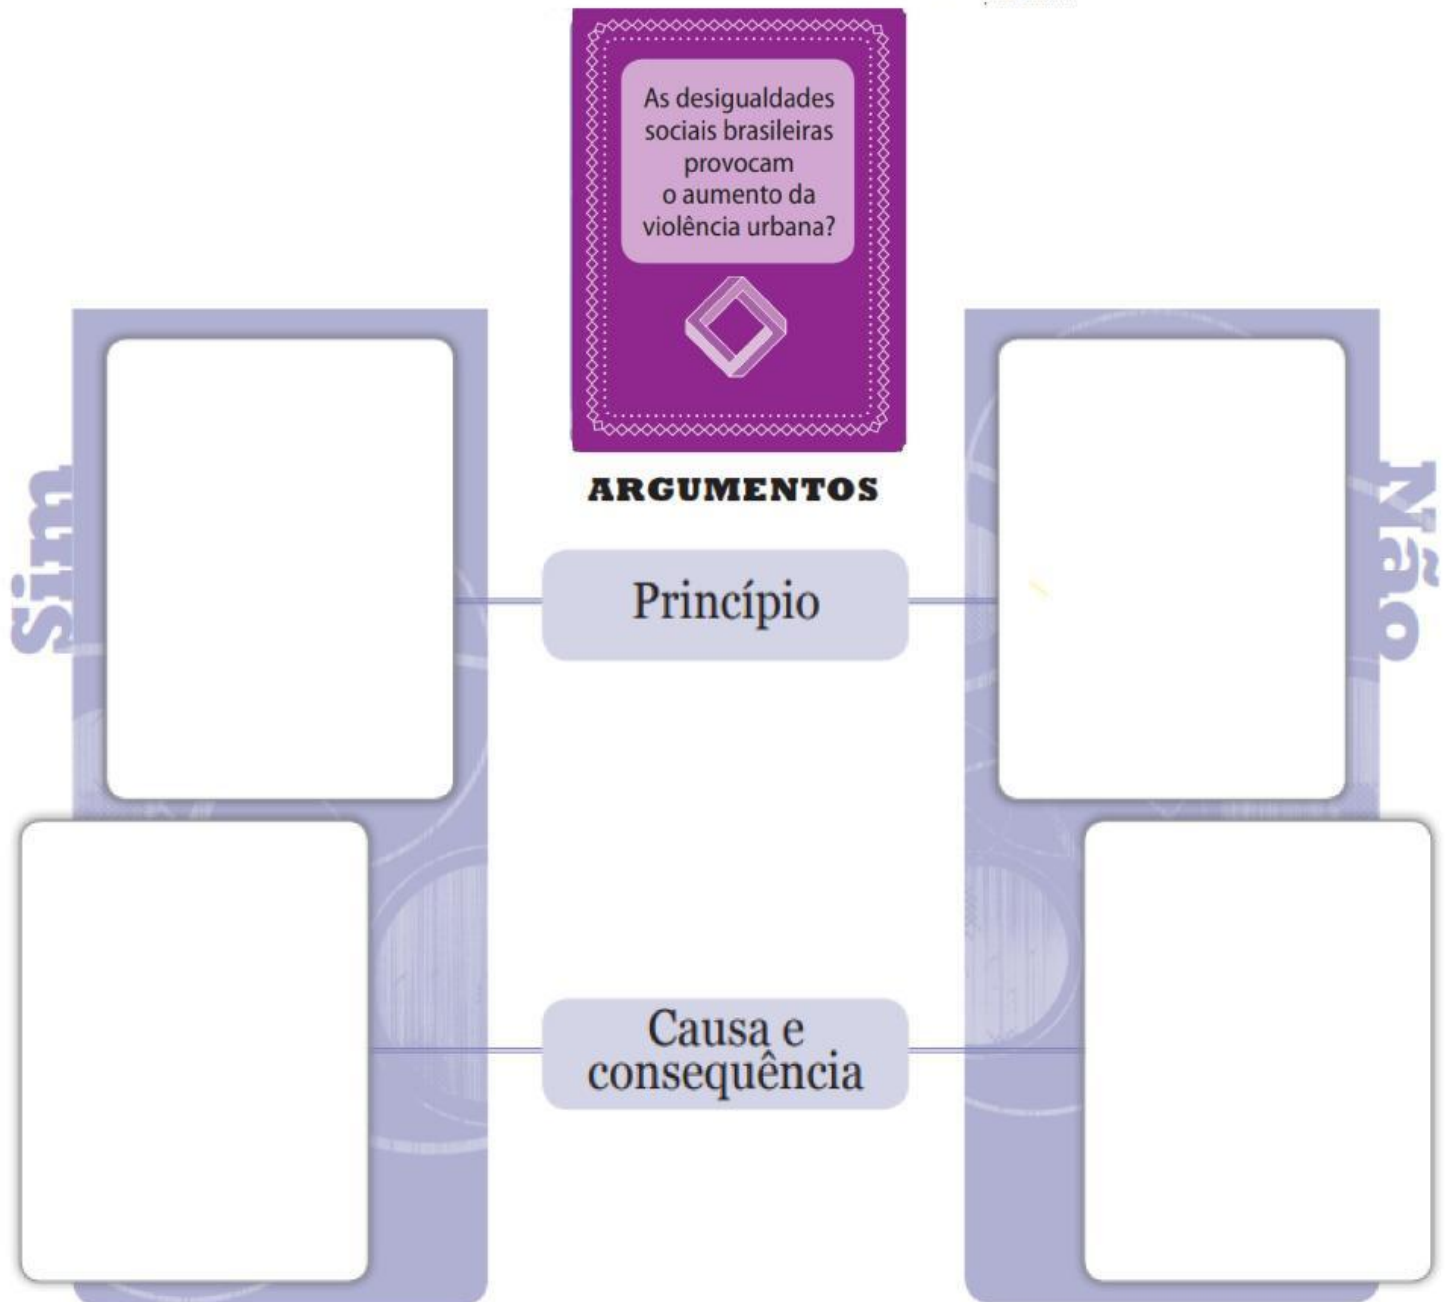 As desigualdades
sociais brasileiras
provocam
o aumento da
violência urbana?
ARGUMENTOS
Sim
Não
Princípio
Causa e
consequência